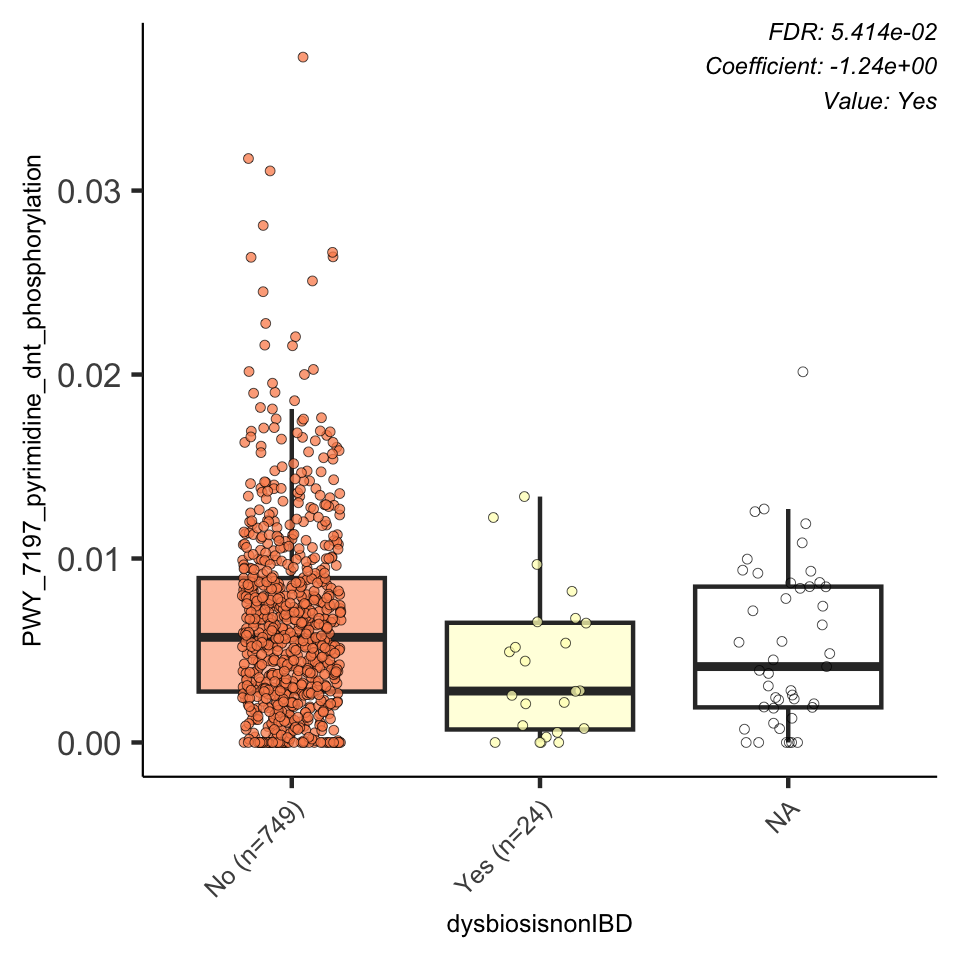 FDR: 5.414e-02
Coefficient: -1.24e+00
Value: Yes
PWY_7197_pyrimidine_dnt_phosphorylation
0.03
0.02
0.01
0.00
No (n=749)
Yes (n=24)
NA
dysbiosisnonIBD